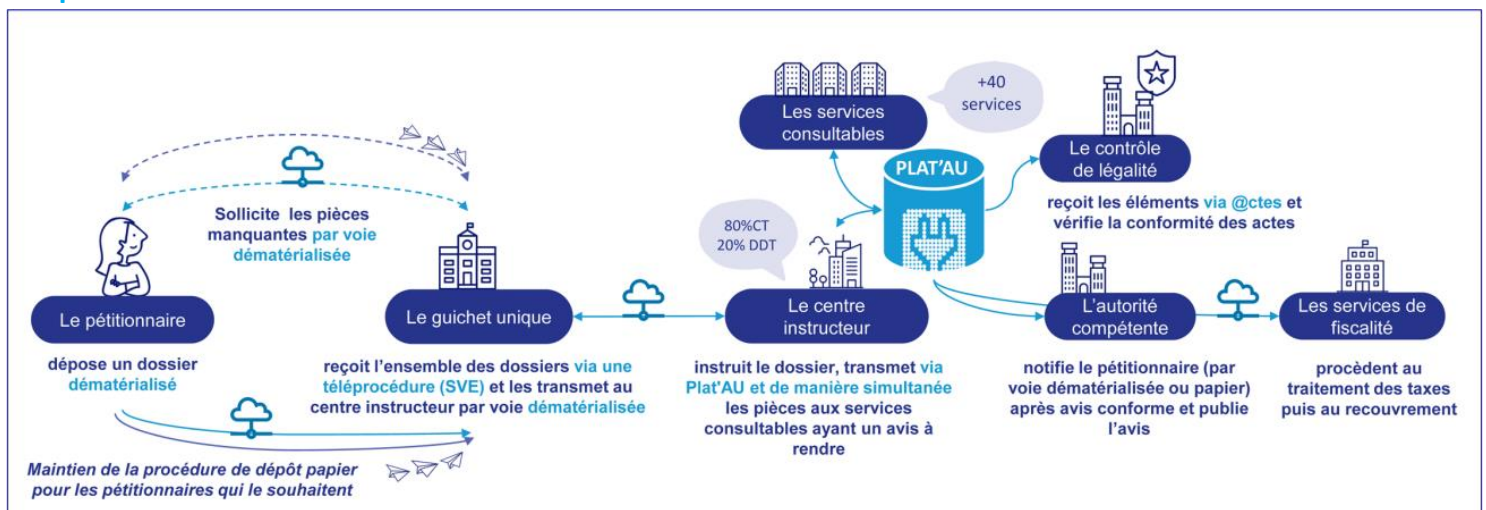 +40
services
Les services
consultables
Le contrôle
de légalité
PLAT'AU
reçoit les éléments via @ctes et
vérifie la conformité des actes
Sollicite les pièces
manquantes par voie
dématérialisée
80%CT
20% DDT
Le pétitionnaire
Le guichet unique
Le centre
instructeur
L'autorité
compétente
Les services de
fiscalité
dépose un dossier
dématérialisé
reçoit l'ensemble des dossiers via une
téléprocédure (SVE) et les transmet au
centre instructeur par voie dématérialisée
instruit le dossier, transmet via
Plat'AU et de manière simultanée
les pièces aux services
consultables ayant un avis à
rendre
notifie le pétitionnaire (par
voie dématérialisée ou papier)
après avis conforme et publie
l'avis
procèdent au
traitement des taxes
puis au recouvrement
Maintien de la procédure de dépôt papier
pour les pétitionnaires qui le souhaitent